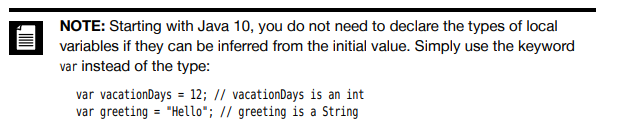 NOTE: Starting with Java 10, you do not need to declare the types of local
variables if they can be inferred from the initial value. Simply use the keyword
var instead of the type:
var vacationDays = 12; // vacationDays is an int
var greeting = "Hello"; // greeting is a String